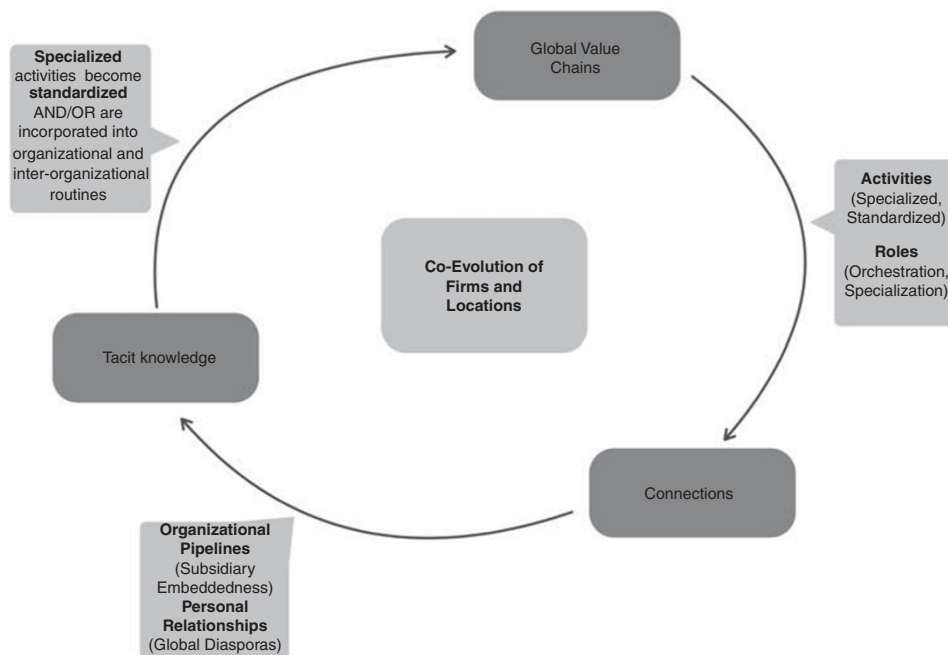 Global Value
Chains
Specialized
activities become
standardized
AND/OR are
incorporated into
organizational and
inter-organizational
routines
Activities
(Specialized,
Standardized)
Roles
(Orchestration,
Specialization)
Co-Evolution of
Firms and
Locations
Tacit knowledge
Connections
Organizational
Pipelines
(Subsidiary
Embeddedness)
Personal
Relationships
(Global Diasporas)